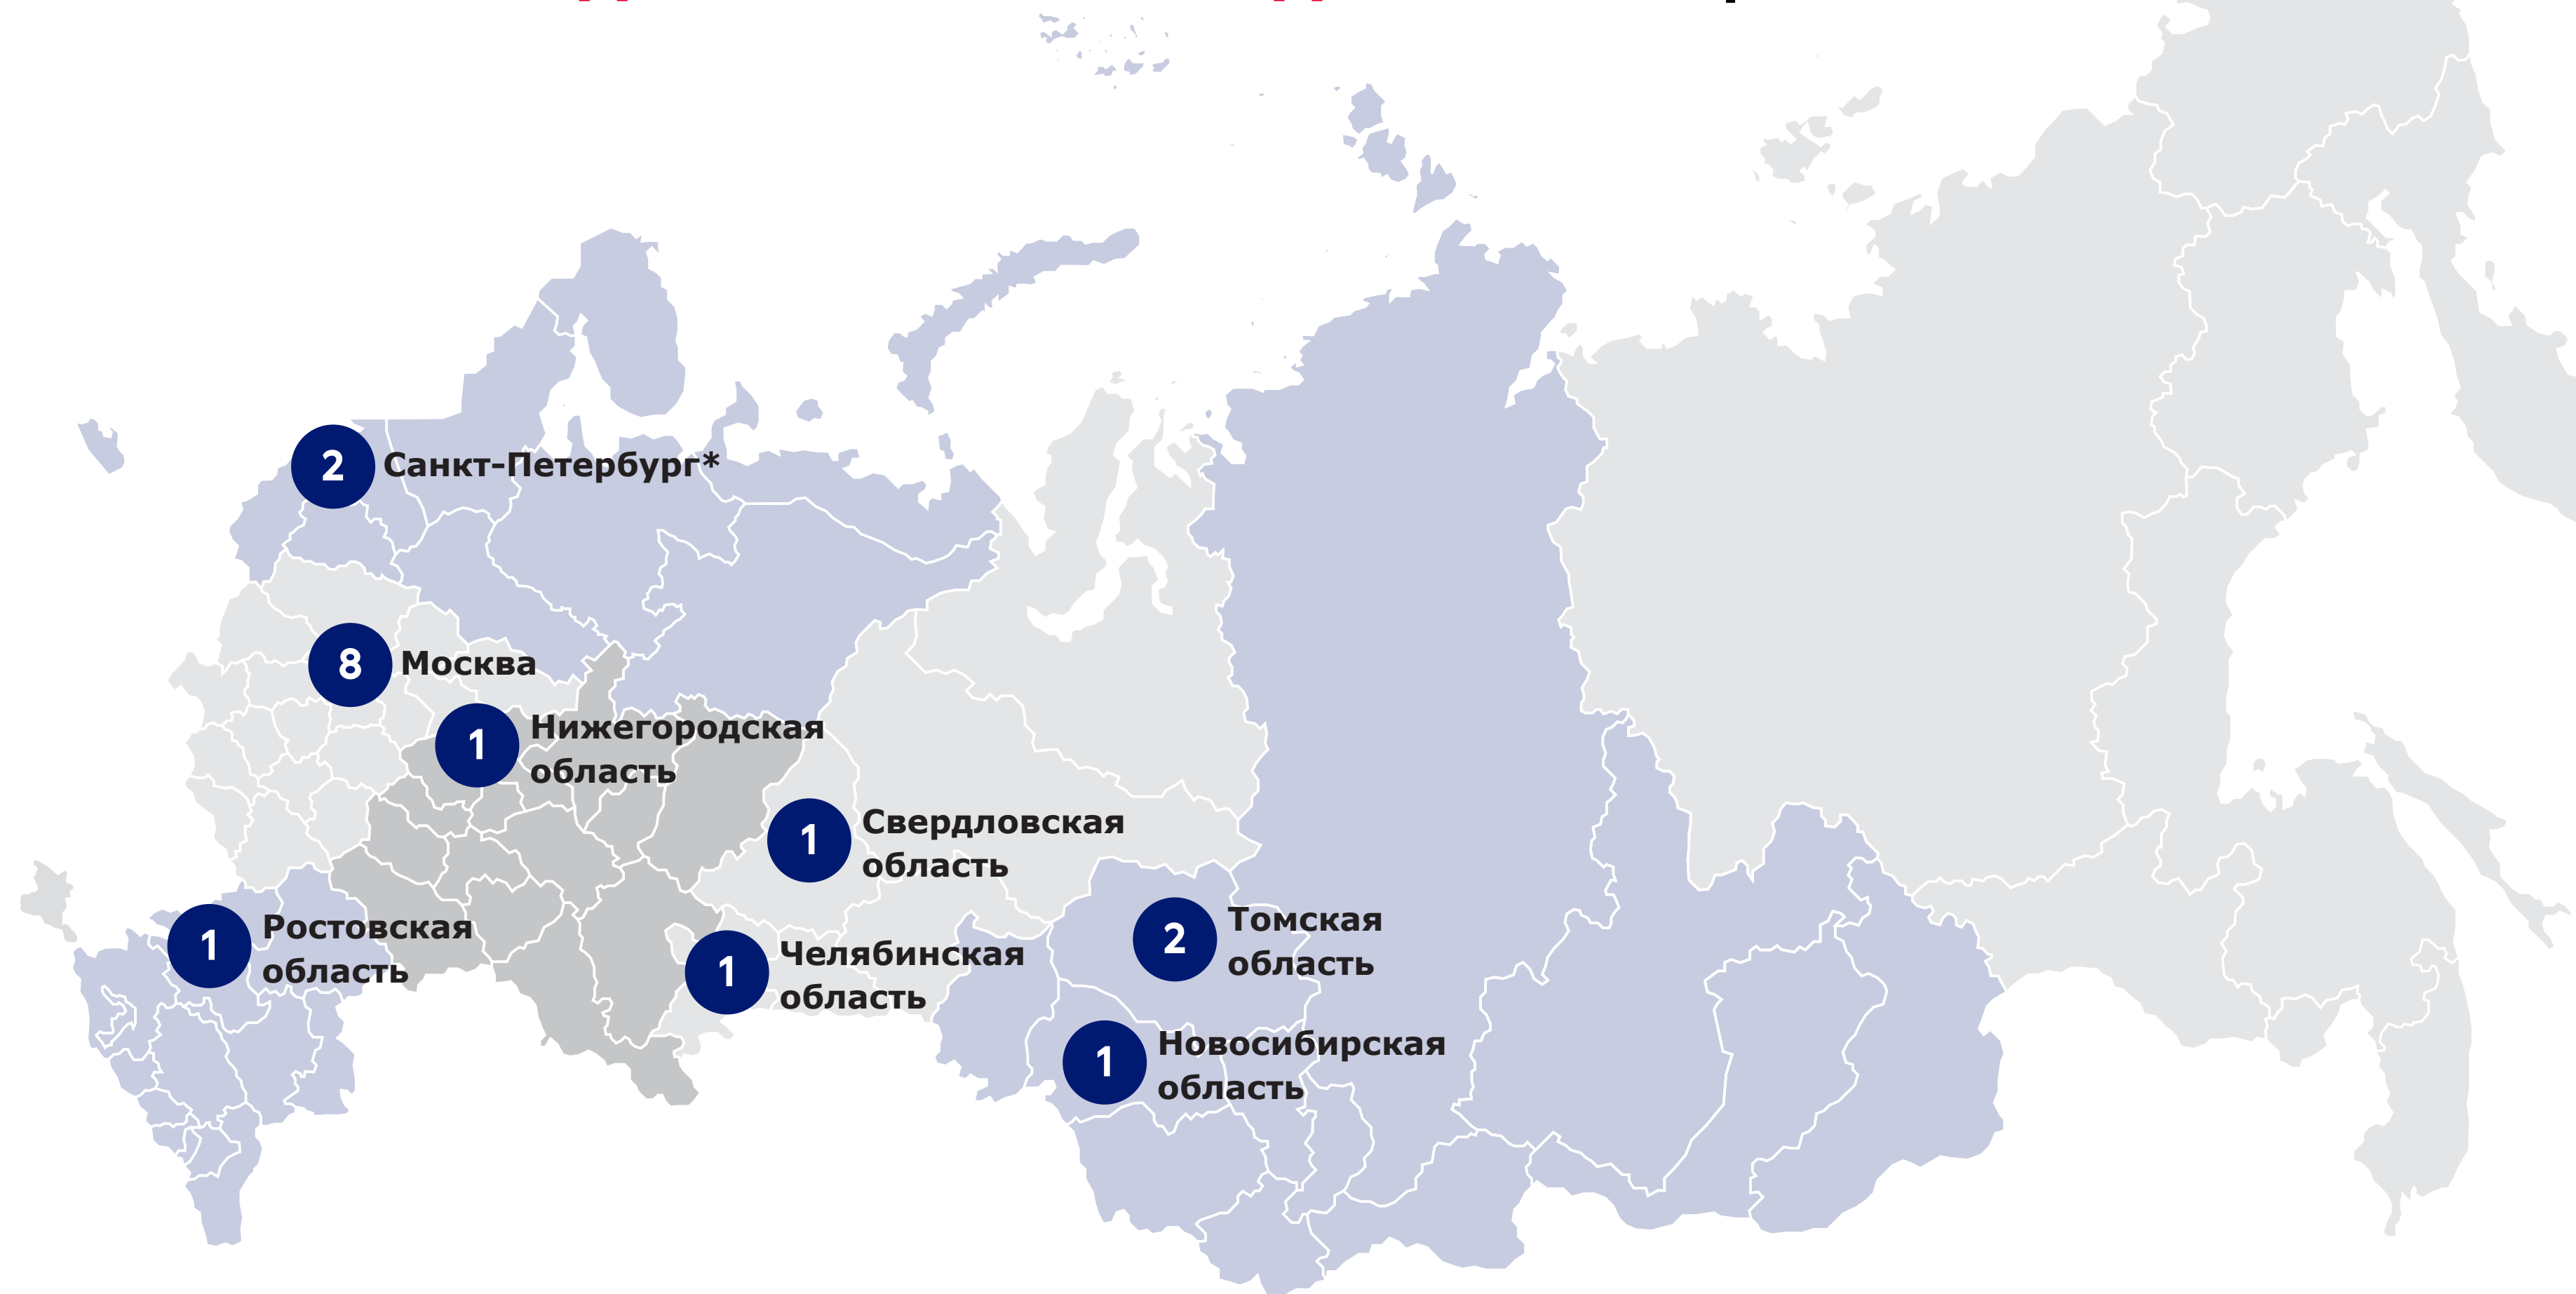 2 Санкт-Петербург*
8 Москва
1 Нижегородская
область
1 Свердловская
область
1 Ростовская
область
2 Томская
область
1 Челябинская
область
1 Новосибирская
область